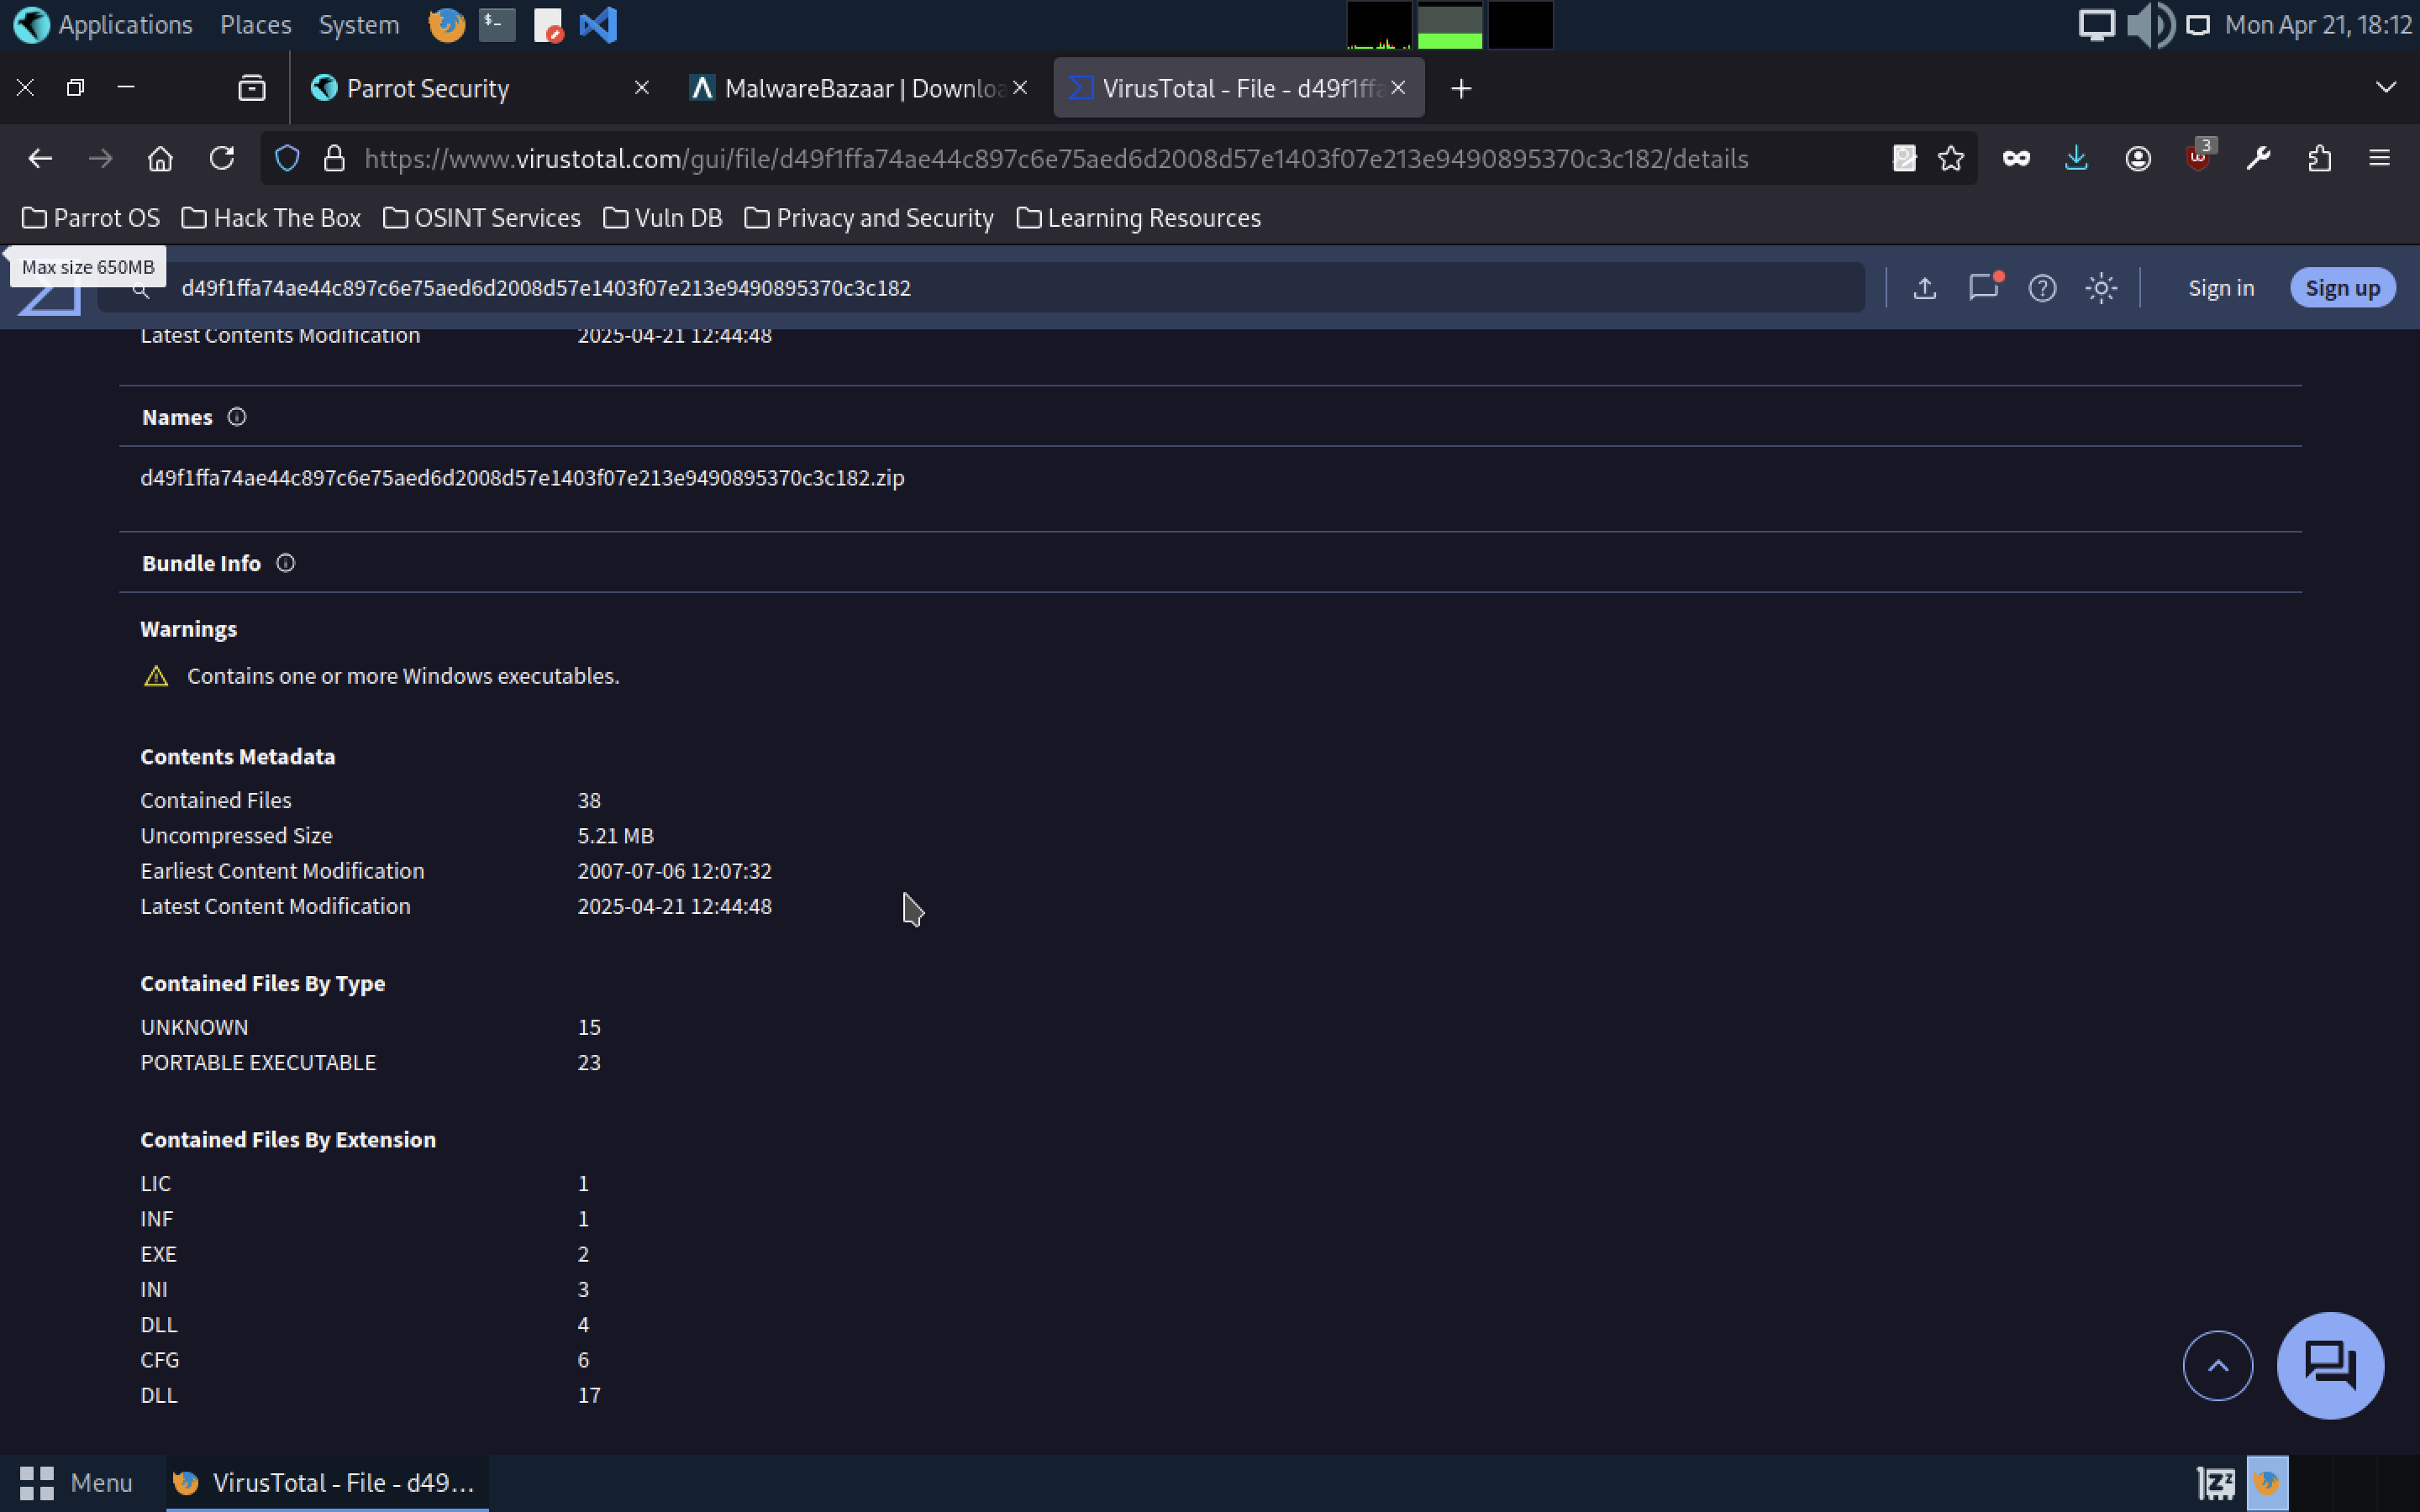 Applications Places System Mon Apr 21, 18:12
Parrot Security MalwareBazaar | Downloa VirusTotal - File - d49f1ffa
https://www.virustotal.com/gui/file/d49f1ffa74ae44c897c6e75aed6d2008d57e1403f07e213e9490895370c3c182/details 3
Parrot OS Hack The Box OSINT Services Vuln DB Privacy and Security Learning Resources
Max size 650MB
d49f1ffa74ae44c897c6e75aed6d2008d57e1403f07e213e9490895370c3c182 Sign in Sign up
Latest Contents Modification 2025-04-21 12:44:48
Names
d49f1ffa74ae44c897c6e75aed6d2008d57e1403f07e213e9490895370c3c182.zip
Bundle Info
Warnings
Contains one or more Windows executables.
Contents Metadata
Contained Files 38
Uncompressed Size 5.21 MB
Earliest Content Modification 2007-07-06 12:07:32
Latest Content Modification 2025-04-21 12:44:48
Contained Files By Type
UNKNOWN 15
PORTABLE EXECUTABLE 23
Contained Files By Extension
LIC 1
INF 1
EXE 2
INI 3
DLL 4
CFG 6
DLL 17
Menu VirusTotal - File - d49...